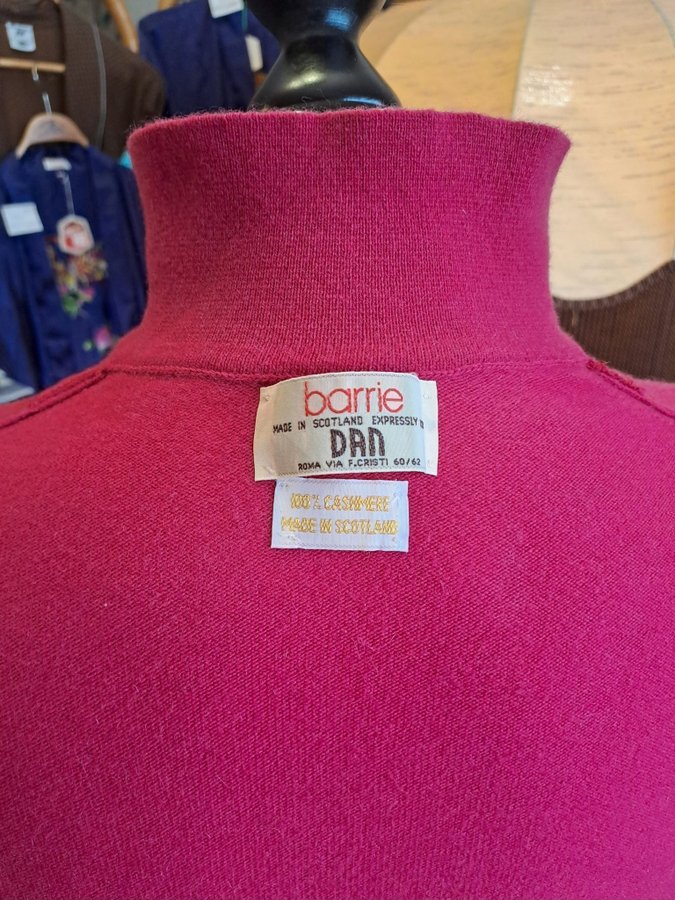 barrie
MADE IN SCOTLAND EXPRESSLY
DAN
ROMA VIA F.CRISTI 60/62
100% CASHMERE
MADE IN SCOTLAND